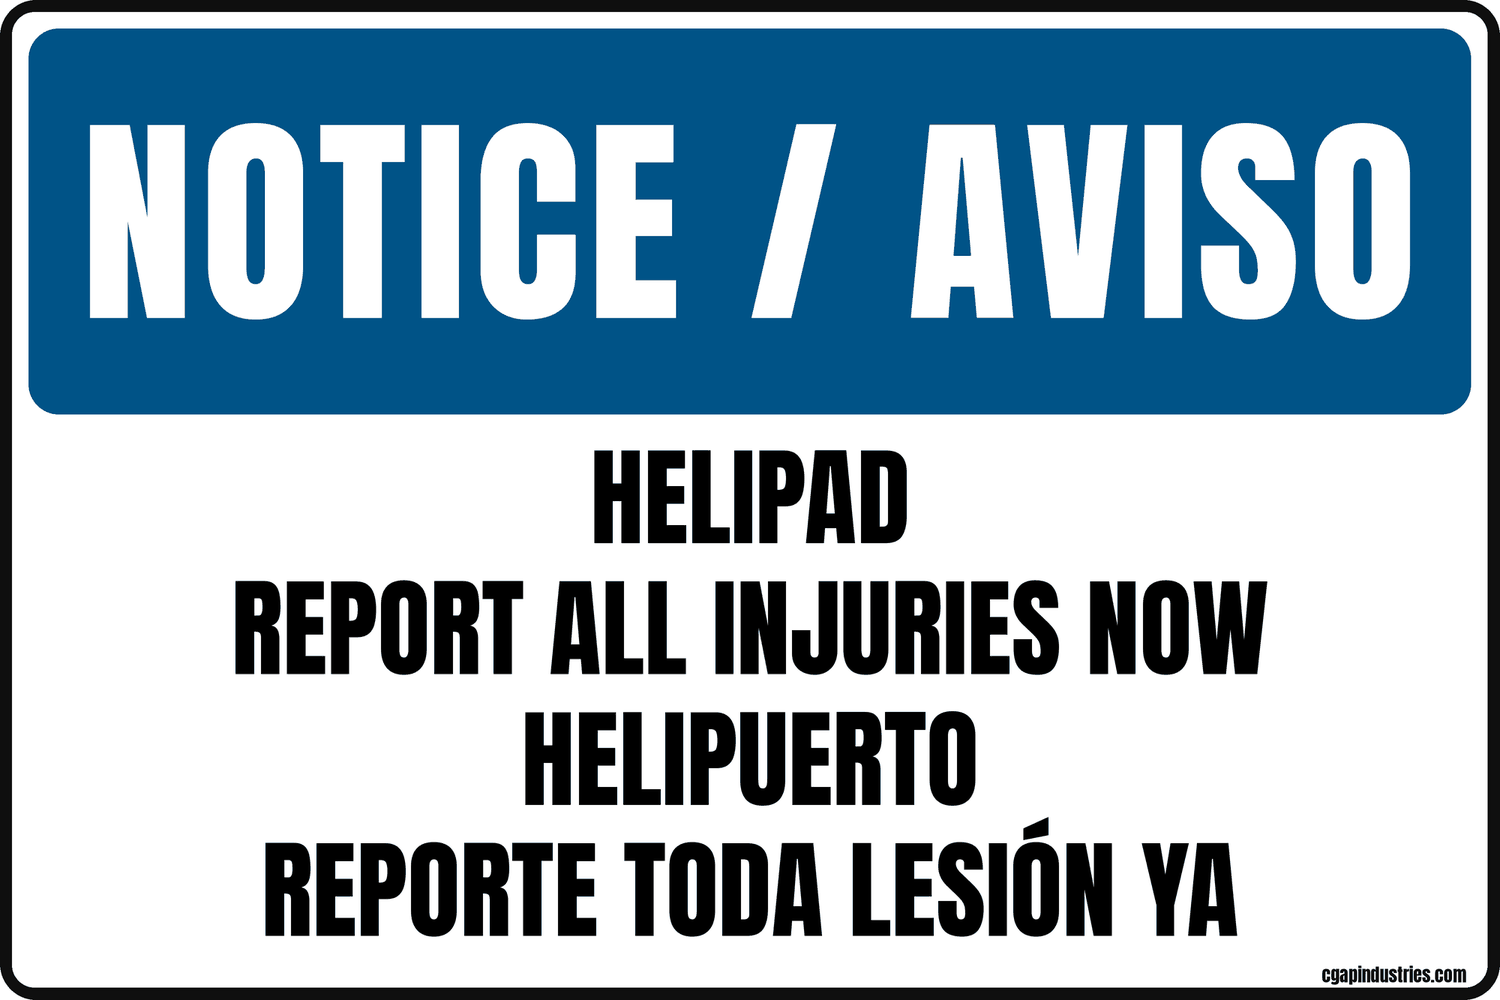 NOTICE / AVISO
HELIPAD
REPORT ALL INJURIES NOW
HELIPUERTO
REPORTE TODA LESIÓN YA
cgapindustries.com